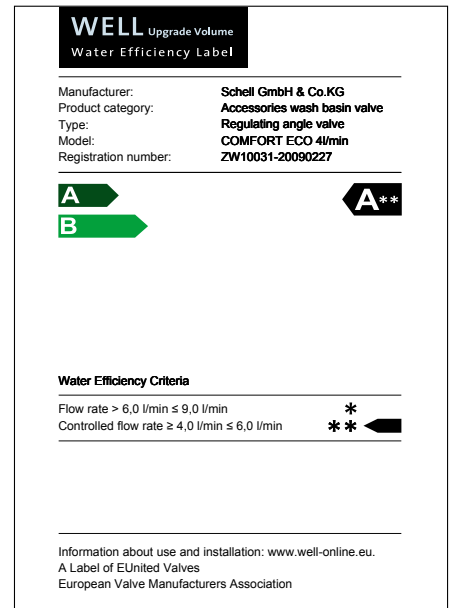 WELL Upgrade Volume
Water Efficiency Label
Manufacturer: Schell GmbH & Co.KG
Product category: Accessories wash basin valve
Type: Regulating angle valve
Model: COMFORT ECO 4l/min
Registration number: ZW10031-20090227
A A**
B
Water Efficiency Criteria
Flow rate > 6,0 l/min ≤ 9,0 l/min *
Controlled flow rate ≥ 4,0 l/min ≤ 6,0 l/min **
Information about use and installation: www.well-online.eu.
A Label of EUnited Valves
European Valve Manufacturers Association